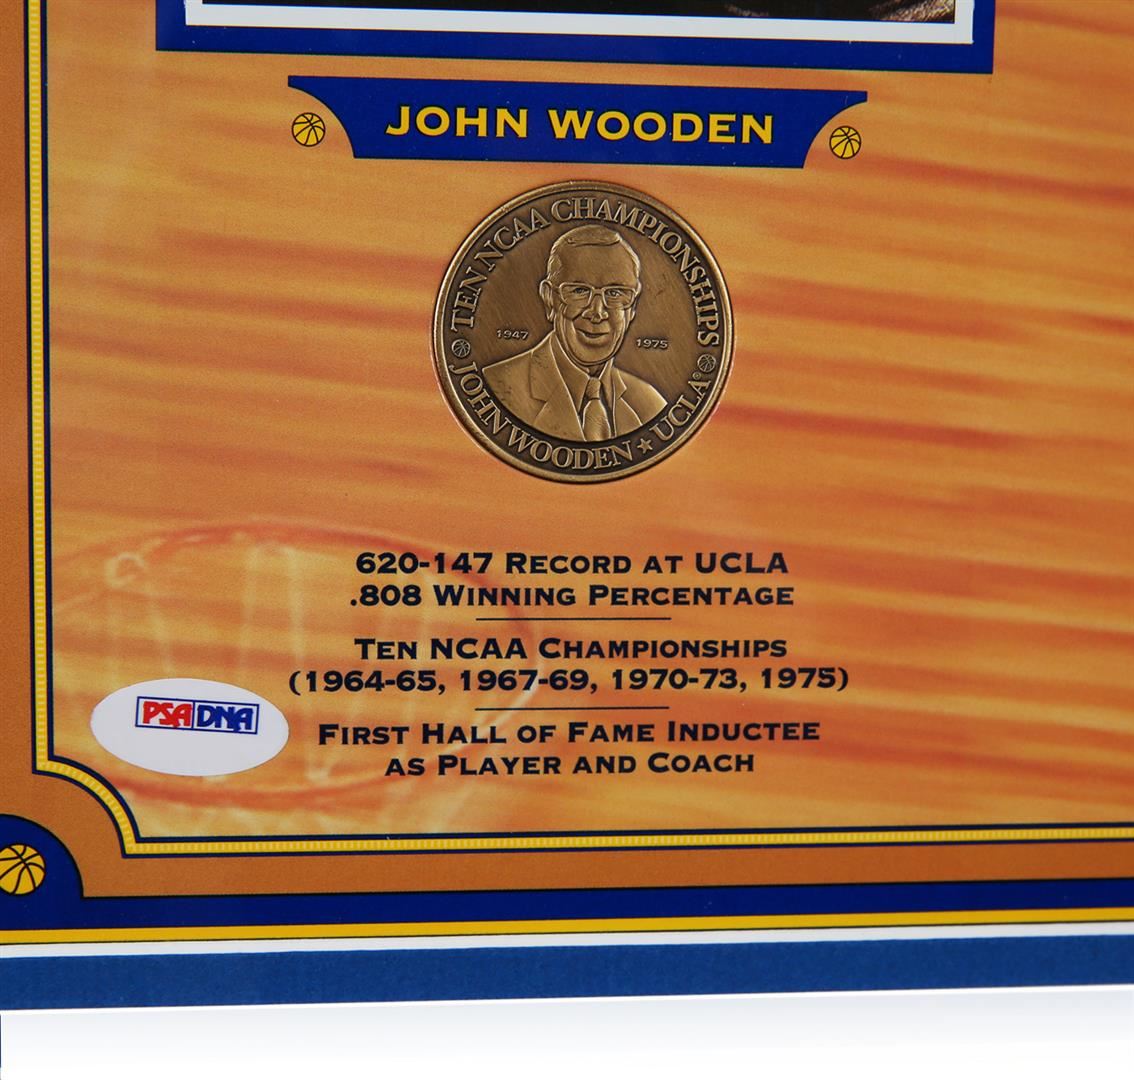 JOHN WOODEN
TEN NCAA CHAMPIONSHIPS
1947 1975
JOHN WOODEN ★ UCLA®
620-147 RECORD AT UCLA
.808 WINNING PERCENTAGE
TEN NCAA CHAMPIONSHIPS
(1964-65, 1967-69, 1970-73, 1975)
FIRST HALL OF FAME INDUCTEE
AS PLAYER AND COACH
PSA DNA